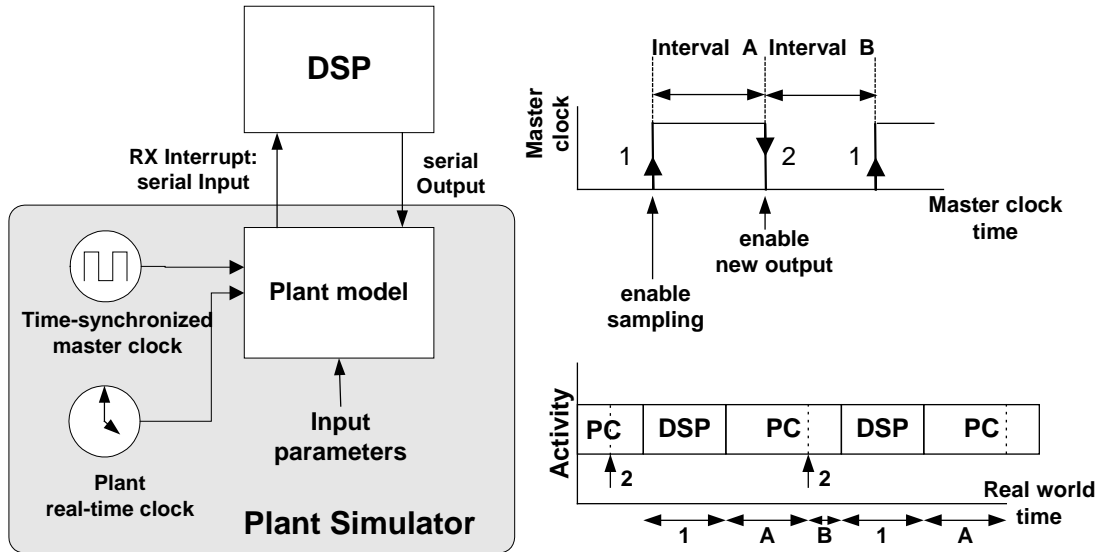 DSP
RX Interrupt:
serial Input
serial
Output
Plant model
Time-synchronized
master clock
Plant
real-time clock
Input
parameters
Plant Simulator
Interval A
Interval B
Master
clock
1
2
1
Master clock
time
enable
sampling
enable
new output
Activity
PC
DSP
PC
DSP
PC
2
2
Real world
time
1
A
B
1
A